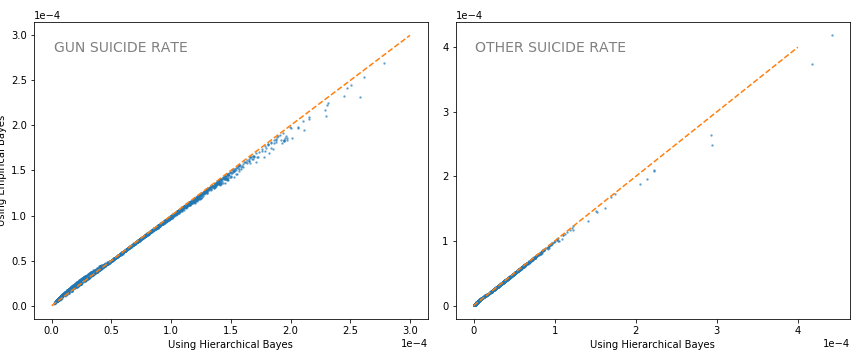 1e−4
GUN SUICIDE RATE
3.0
2.5
2.0
1.5
1.0
0.5
0.0
Using Empirical Bayes
0.0 0.5 1.0 1.5 2.0 2.5 3.0
Using Hierarchical Bayes
1e−4
1e−4
OTHER SUICIDE RATE
4
3
2
1
0
0 1 2 3 4
Using Hierarchical Bayes
1e−4